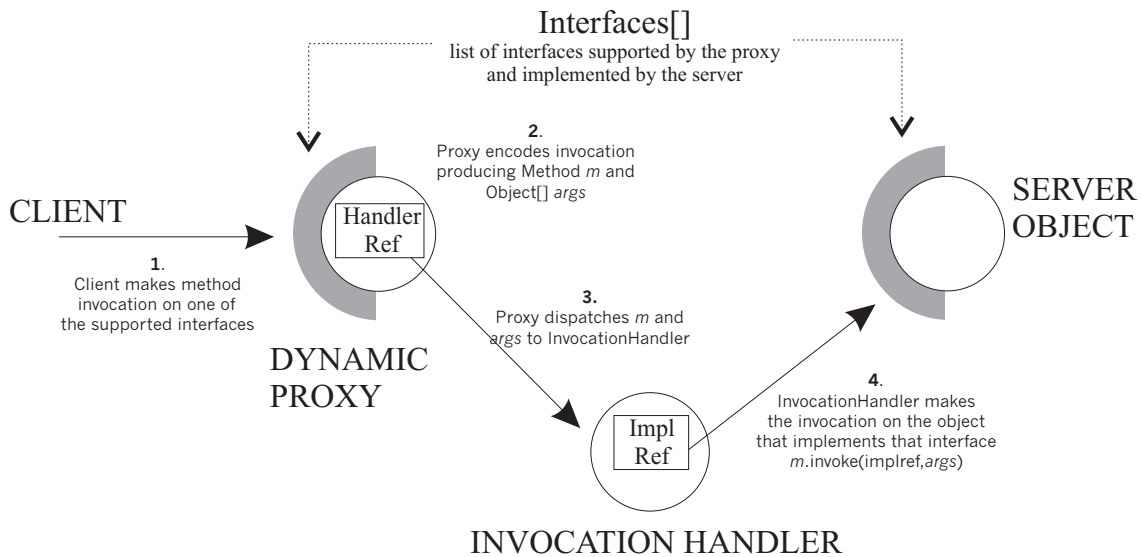 Interfaces[]
list of interfaces supported by the proxy
and implemented by the server
2.
Proxy encodes invocation
producing Method m and
Object[] args
CLIENT
Handler
Ref
SERVER
OBJECT
1.
Client makes method
invocation on one of
the supported interfaces
3.
Proxy dispatches m and
args to InvocationHandler
DYNAMIC
PROXY
4.
InvocationHandler makes
the invocation on the object
that implements that interface
m.invoke(implref,args)
Impl
Ref
INVOCATION HANDLER